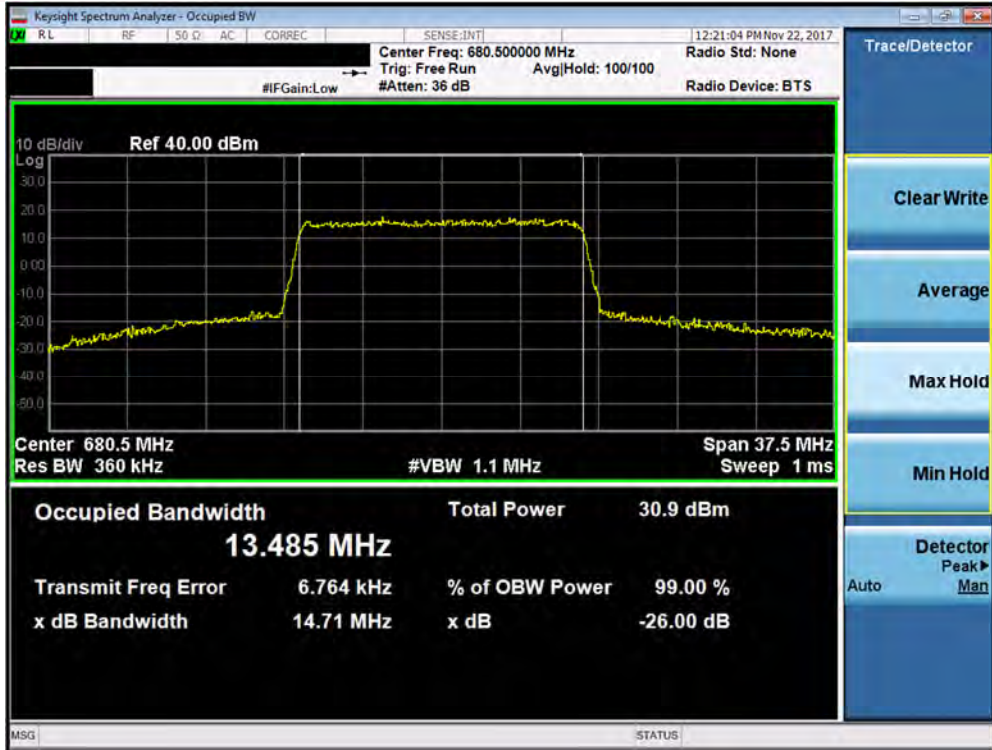 Keysight Spectrum Analyzer - Occupied BW
LXI RL RF 50 Ω AC CORREC SENSE:INT 12:21:04 PM Nov 22, 2017
Center Freq: 680.500000 MHz Radio Std: None
Trig: Free Run Avg|Hold: 100/100
#IFGain:Low #Atten: 36 dB Radio Device: BTS
10 dB/div Ref 40.00 dBm
Log
30.0
20.0
10.0
0.00
-10.0
-20.0
-30.0
-40.0
-50.0
Center 680.5 MHz Span 37.5 MHz
Res BW 360 kHz #VBW 1.1 MHz Sweep 1 ms
Occupied Bandwidth Total Power 30.9 dBm
13.485 MHz
Transmit Freq Error 6.764 kHz % of OBW Power 99.00 %
x dB Bandwidth 14.71 MHz x dB -26.00 dB
Trace/Detector
Clear Write
Average
Max Hold
Min Hold
Detector
Peak▶
Auto Man
MSG STATUS